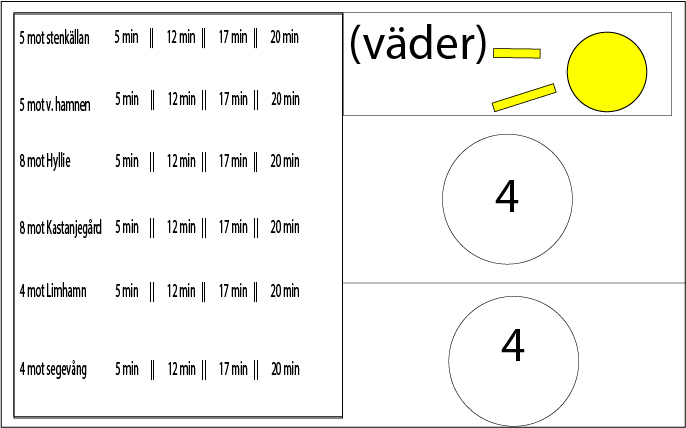 5 mot stenkällan 5 min || 12 min || 17 min || 20 min
5 mot v. hamnen 5 min || 12 min || 17 min || 20 min
8 mot Hyllie 5 min || 12 min || 17 min || 20 min
8 mot Kastanjegård 5 min || 12 min || 17 min || 20 min
4 mot Limhamn 5 min || 12 min || 17 min || 20 min
4 mot segevång 5 min || 12 min || 17 min || 20 min
(väder)
4
4